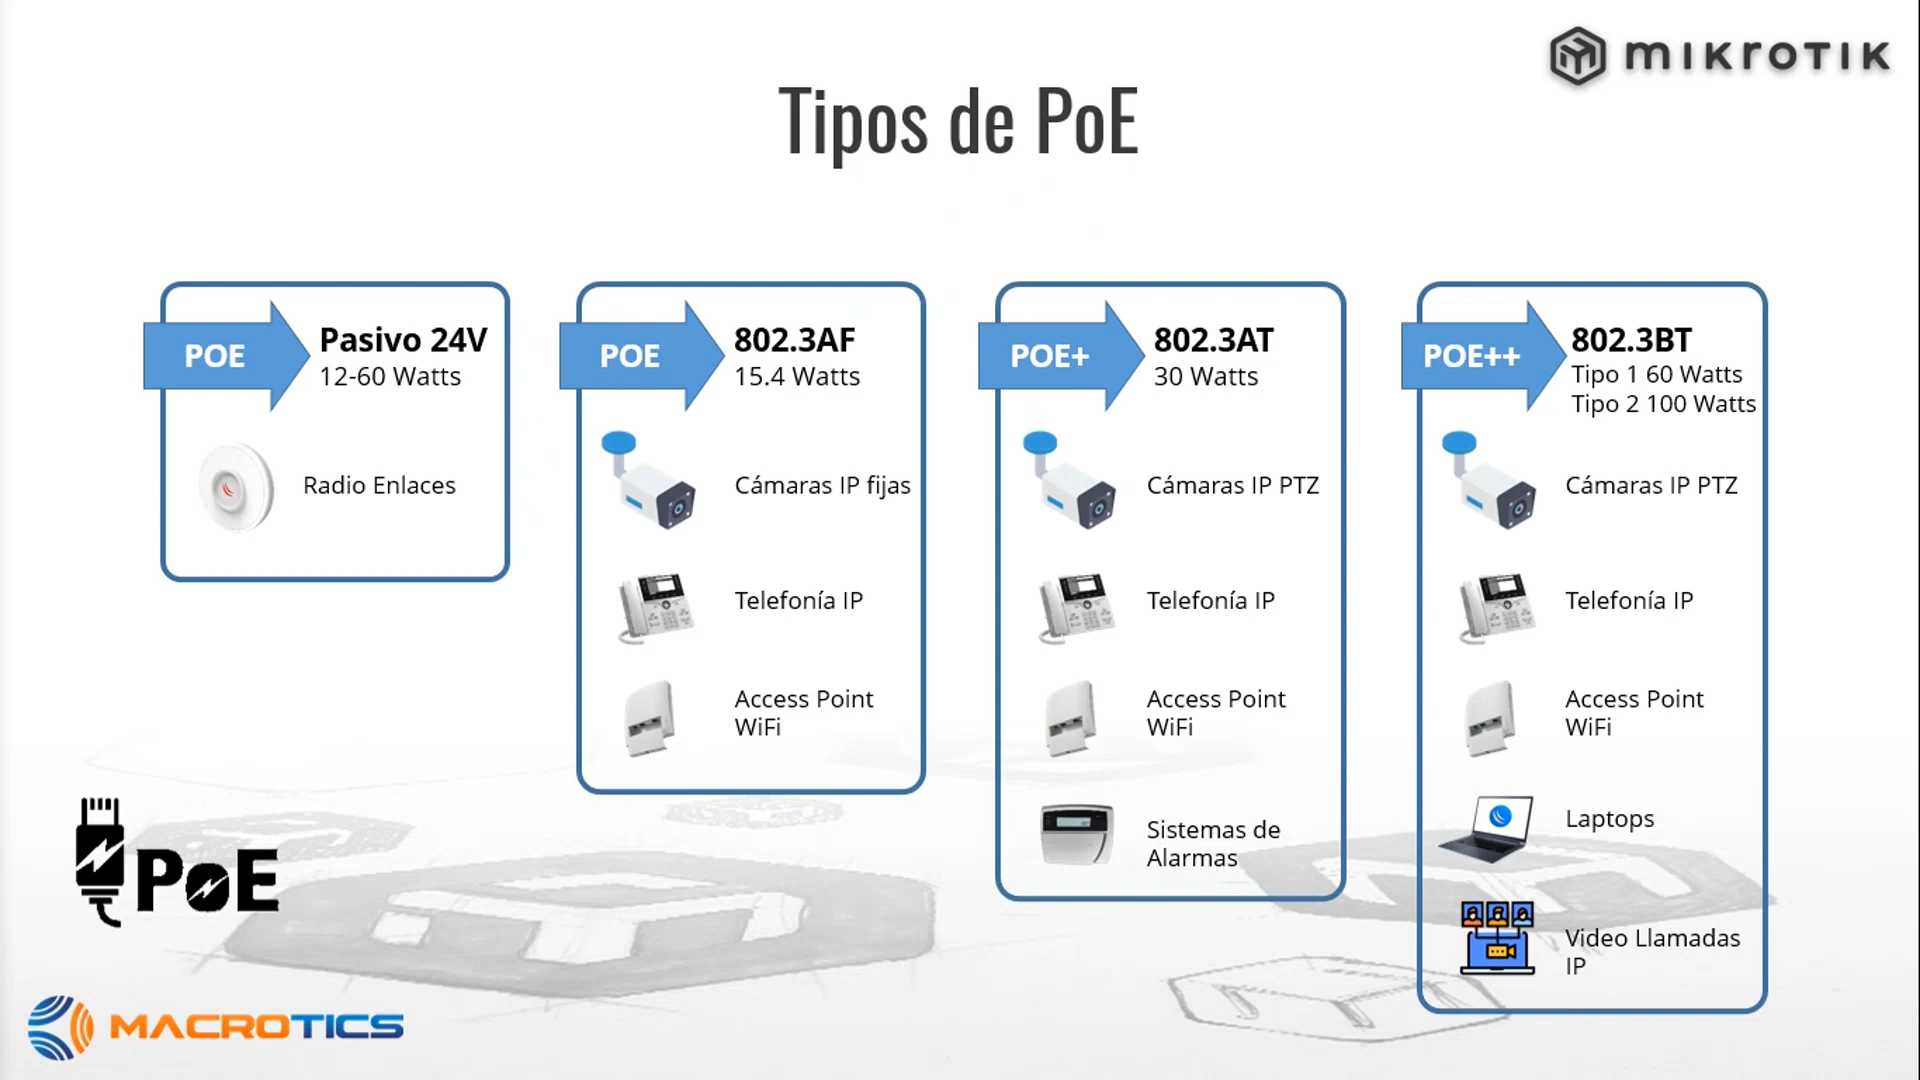 mikrotik
Tipos de PoE
POE
Pasivo 24V
12-60 Watts
Radio Enlaces
POE
802.3AF
15.4 Watts
Cámaras IP fijas
Telefonía IP
Access Point
WiFi
POE+
802.3AT
30 Watts
Cámaras IP PTZ
Telefonía IP
Access Point
WiFi
Sistemas de
Alarmas
POE++
802.3BT
Tipo 1 60 Watts
Tipo 2 100 Watts
Cámaras IP PTZ
Telefonía IP
Access Point
WiFi
Laptops
Video Llamadas
IP
PoE
MACROTICS